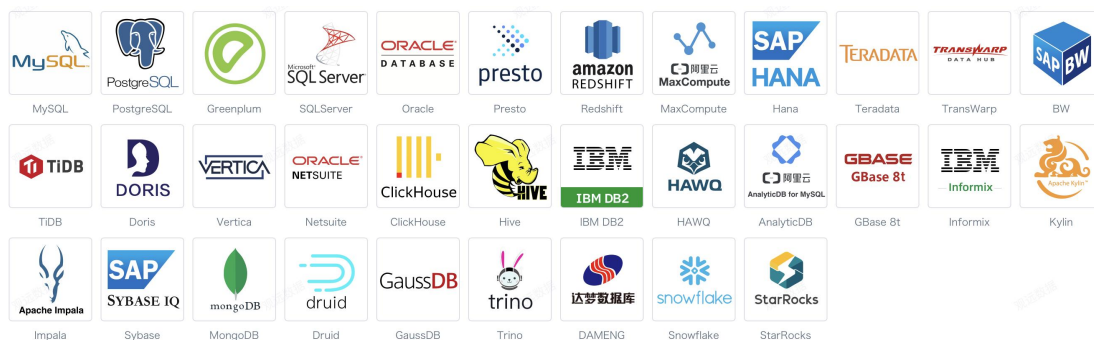 MySQL
PostgreSQL
Microsoft®
SQL Server®
ORACLE®
DATABASE
presto
amazon
REDSHIFT
阿里云
MaxCompute
SAP
HANA
TERADATA
TRANSWARP
DATA HUB
SAP BW
MySQL
PostgreSQL
Greenplum
SQLServer
Oracle
Presto
Redshift
MaxCompute
Hana
Teradata
TransWarp
BW
TiDB
DORIS
VERTICA
ORACLE®
NETSUITE
ClickHouse
HIVE
IBM
IBM DB2
HAWQ
阿里云
AnalyticDB for MySQL
GBASE
GBase 8t
IBM
Informix
Apache Kylin™
TiDB
Doris
Vertica
Netsuite
ClickHouse
Hive
IBM DB2
HAWQ
AnalyticDB
GBase 8t
Informix
Kylin
Apache Impala
SAP
SYBASE IQ
mongoDB
druid
GaussDB
trino
达梦数据库
snowflake
StarRocks
Impala
Sybase
MongoDB
Druid
GaussDB
Trino
DAMENG
Snowflake
StarRocks